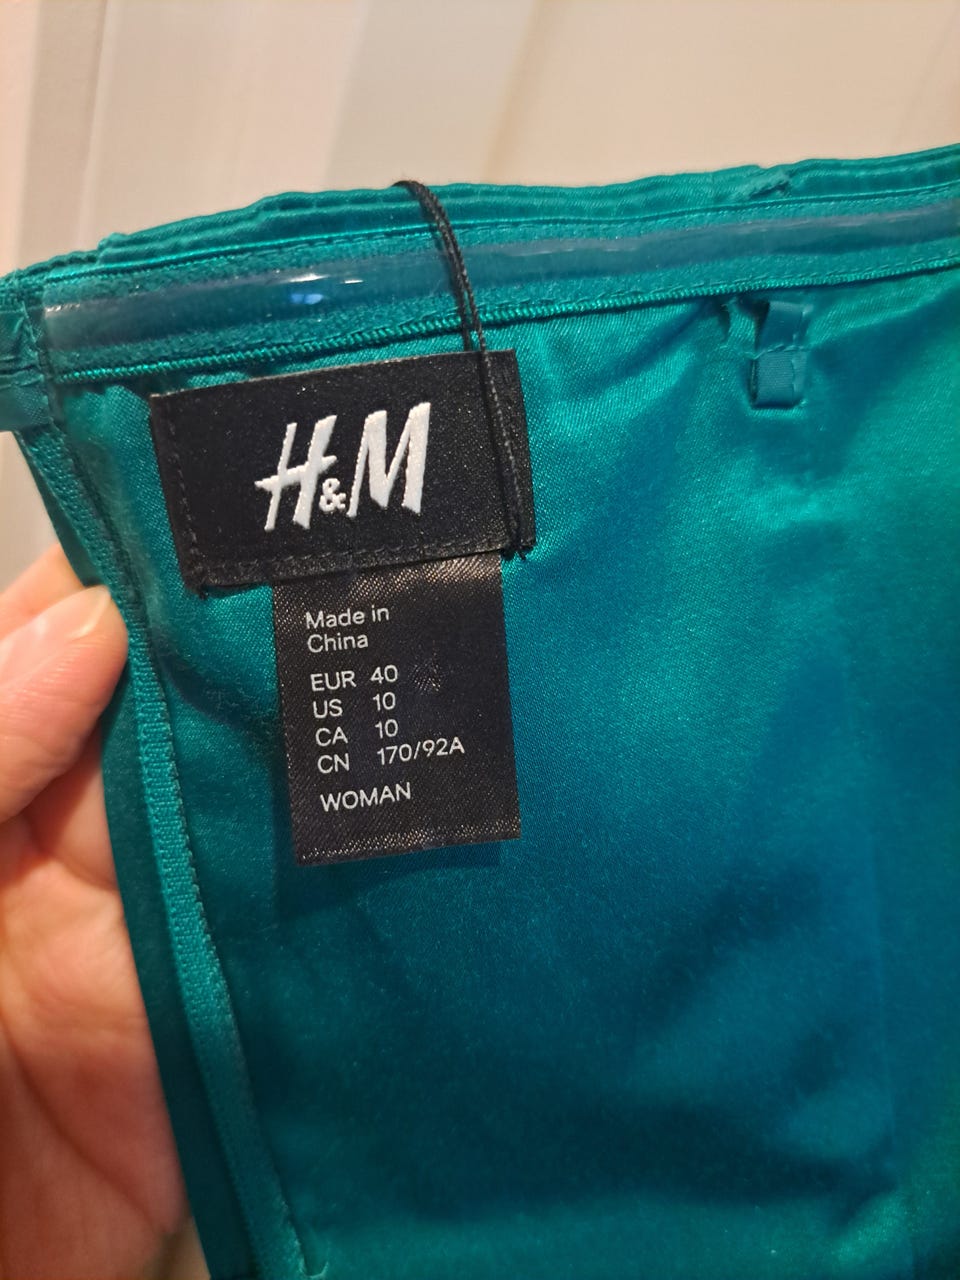 H&M
Made in
China
EUR 40
US 10
CA 10
CN 170/92A
WOMAN